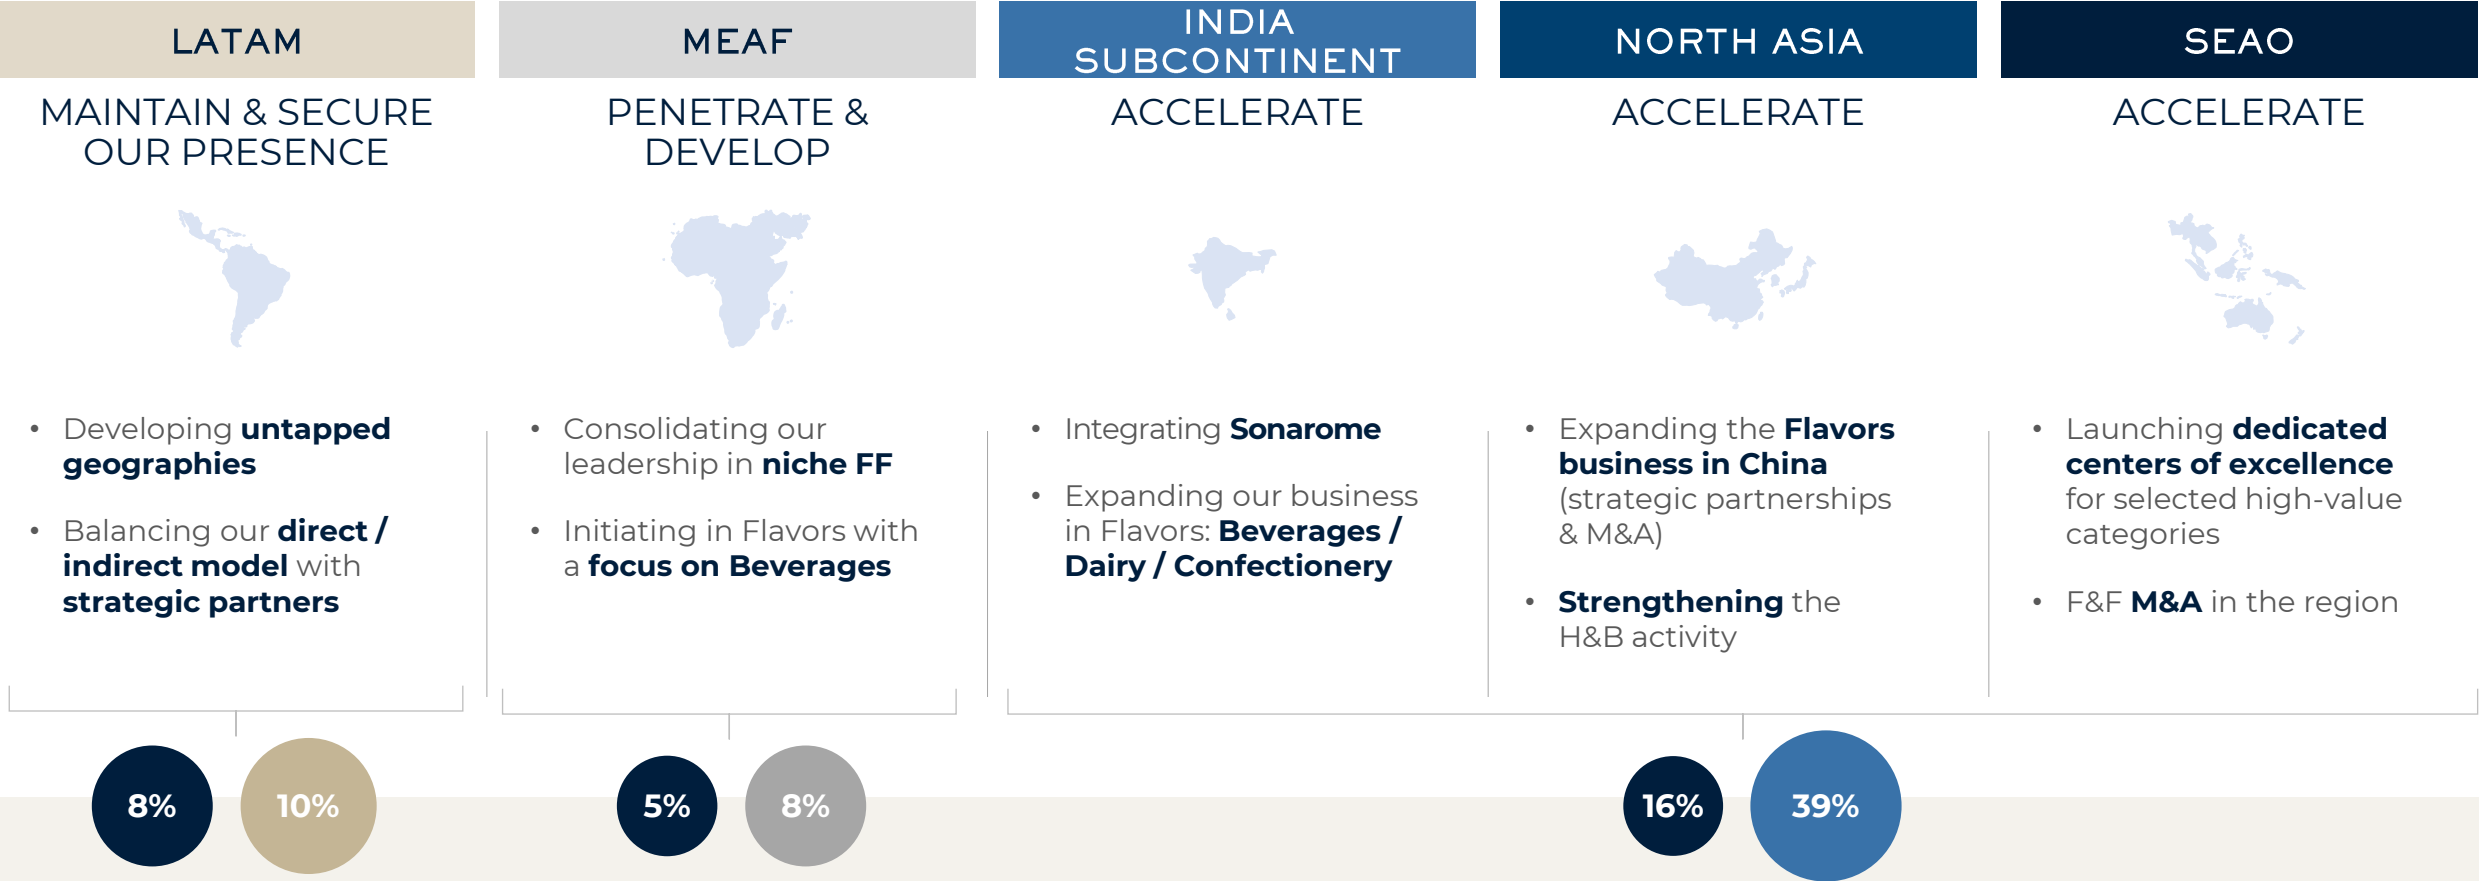 LATAM
MAINTAIN & SECURE
OUR PRESENCE
• Developing untapped
geographies
• Balancing our direct /
indirect model with
strategic partners
8%
10%
MEAF
PENETRATE &
DEVELOP
• Consolidating our
leadership in niche FF
• Initiating in Flavors with
a focus on Beverages
5%
8%
INDIA
SUBCONTINENT
ACCELERATE
• Integrating Sonarome
• Expanding our business
in Flavors: Beverages /
Dairy / Confectionery
NORTH ASIA
ACCELERATE
• Expanding the Flavors
business in China
(strategic partnerships
& M&A)
• Strengthening the
H&B activity
SEAO
ACCELERATE
• Launching dedicated
centers of excellence
for selected high-value
categories
• F&F M&A in the region
16%
39%